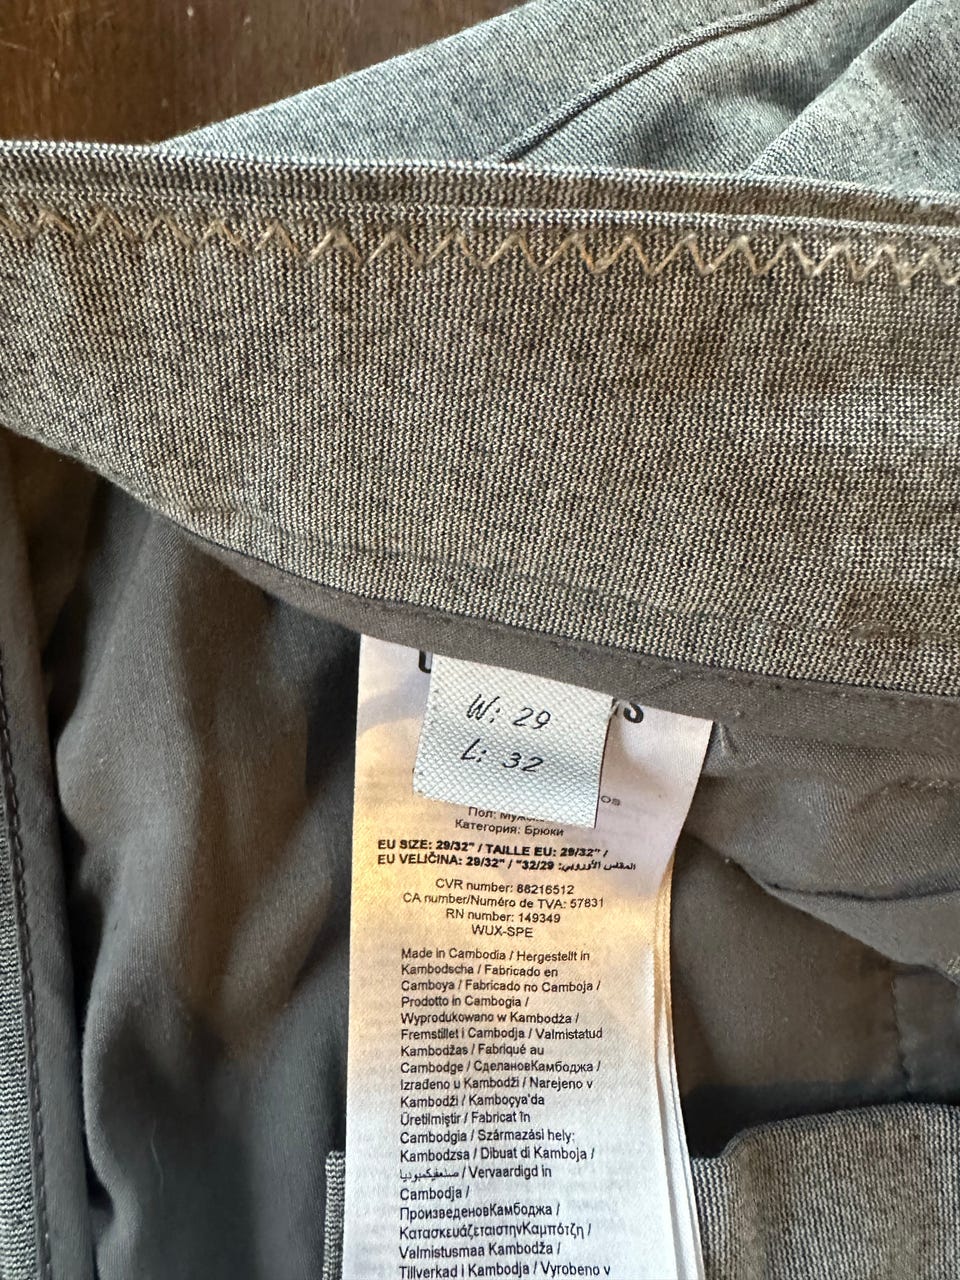 W: 29
L: 32
Категория: Брюки
EU SIZE: 29/32" / TAILLE EU: 29/32" /
EU VELIČINA: 29/32" / "32/29 :المقاس الأوروبي
CVR number: 88216512
CA number/Numéro de TVA: 57831
RN number: 149349
WUX-SPE
Made in Cambodia / Hergestellt in
Kambodscha / Fabricado en
Camboya / Fabricado no Camboja /
Prodotto in Cambogia /
Wyprodukowano w Kambodża /
Fremstillet i Cambodja / Valmistatud
Kambodžas / Fabriqué au
Cambodge / СделановаКамбоджа /
Izrađeno u Kambodži / Narejeno v
Kambodži / Kamboçya'da
Üretilmiştir / Fabricat în
Cambodgia / Származási hely:
Kambodzsa / Dibuat di Kamboja /
/ Vervaardigd in
Cambodja /
ПроизведеновКамбоджа /
ΚατασκευάζεταιστηνΚαμπότζη /
Valmistusmaa Kambodža /
Tillverkad i Kambodja / Vyrobeno v